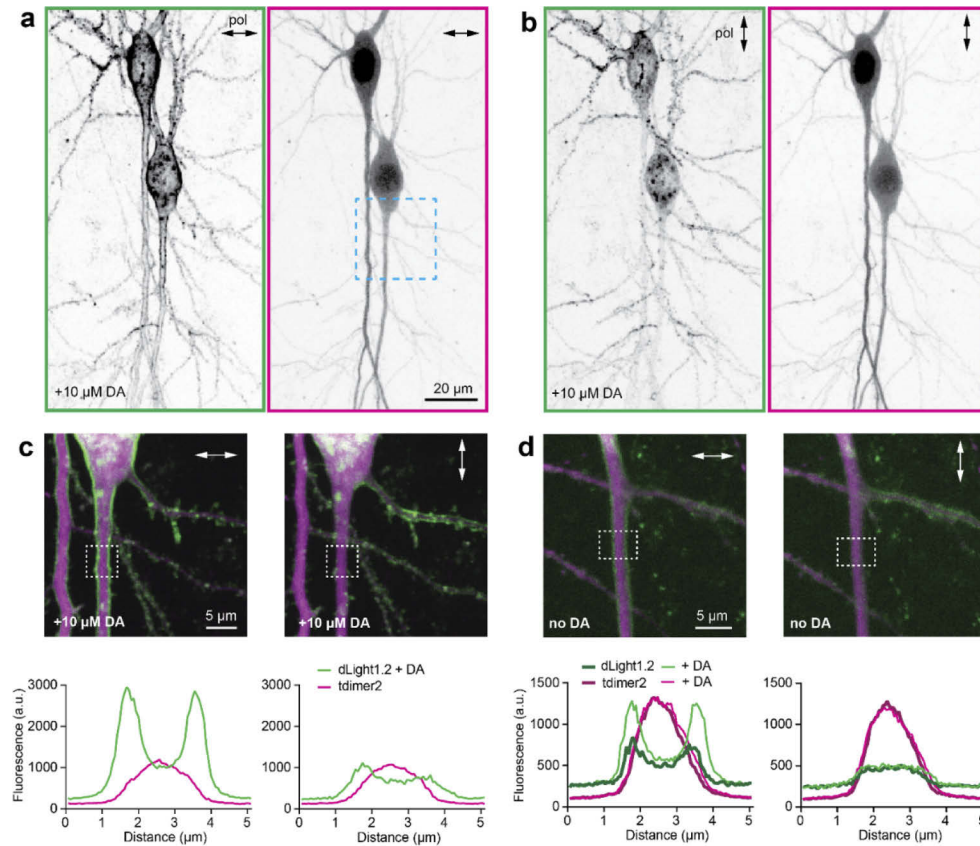 a
pol
+10 µM DA
20 µm
b
pol
+10 µM DA
c
+10 µM DA
5 µm
+10 µM DA
d
no DA
5 µm
no DA
dLight1.2 + DA
tdimer2
Fluorescence (a.u.)
3000
2000
1000
0
0 1 2 3 4 5
Distance (µm)
3000
2000
1000
0
0 1 2 3 4 5
Distance (µm)
dLight1.2 + DA
tdimer2 + DA
Fluorescence (a.u.)
1500
1000
500
0
0 1 2 3 4 5
Distance (µm)
1500
1000
500
0
0 1 2 3 4 5
Distance (µm)